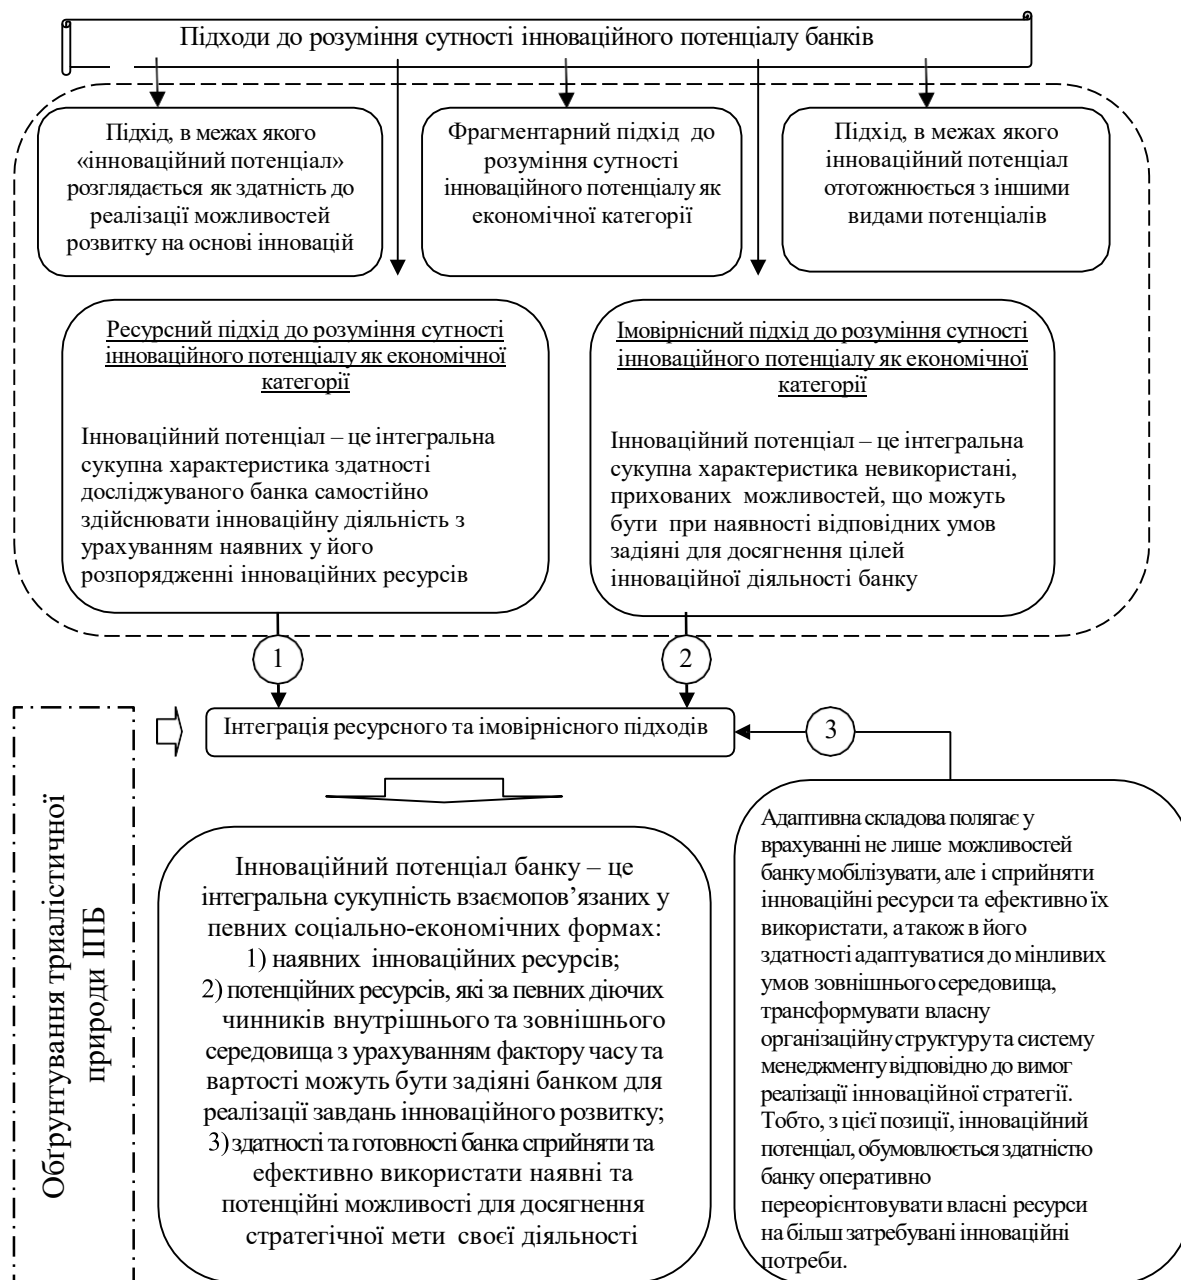 Підходи до розуміння сутності інноваційного потенціалу банків
Підхід, в межах якого
«інноваційний потенціал»
розглядається як здатність до
реалізації можливостей
розвитку на основі інновацій
Фрагментарний підхід до
розуміння сутності
інноваційного потенціалу як
економічної категорії
Підхід, в межах якого
інноваційний потенціал
ототожнюється з іншими
видами потенціалів
Ресурсний підхід до розуміння сутності
інноваційного потенціалу як економічної
категорії
Інноваційний потенціал – це інтегральна
сукупна характеристика здатності
досліджуваного банка самостійно
здійснювати інноваційну діяльність з
урахуванням наявних у його
розпорядженні інноваційних ресурсів
Імовірнісний підхід до розуміння сутності
інноваційного потенціалу як економічної
категорії
Інноваційний потенціал – це інтегральна
сукупна характеристика невикористані,
прихованих можливостей, що можуть
бути при наявності відповідних умов
задіяні для досягнення цілей
інноваційної діяльності банку
1
2
Інтеграція ресурсного та імовірнісного підходів
3
Обґрунтування триалістичної
природи ІПБ
Інноваційний потенціал банку – це
інтегральна сукупність взаємопов’язаних у
певних соціально-економічних формах:
1) наявних інноваційних ресурсів;
2) потенційних ресурсів, які за певних діючих
чинників внутрішнього та зовнішнього
середовища з урахуванням фактору часу та
вартості можуть бути задіяні банком для
реалізації завдань інноваційного розвитку;
3) здатності та готовності банка сприйняти та
ефективно використати наявні та
потенційні можливості для досягнення
стратегічної мети своєї діяльності
Адаптивна складова полягає у
врахуванні не лише можливостей
банку мобілізувати, але і сприйняти
інноваційні ресурси та ефективно їх
використати, а також в його
здатності адаптуватися до мінливих
умов зовнішнього середовища,
трансформувати власну
організаційну структуру та систему
менеджменту відповідно до вимог
реалізації інноваційної стратегії.
Тобто, з цієї позиції, інноваційний
потенціал, обумовлюється здатністю
банку оперативно
переорієнтовувати власні ресурси
на більш затребувані інноваційні
потреби.